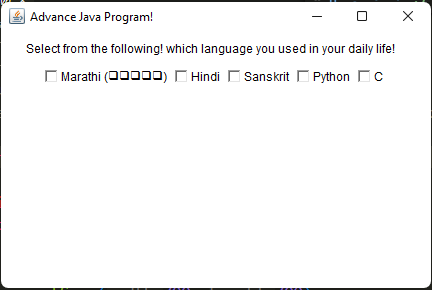 Advance Java Program!
Select from the following! which language you used in your daily life!
Marathi (□□□□□) Hindi Sanskrit Python C